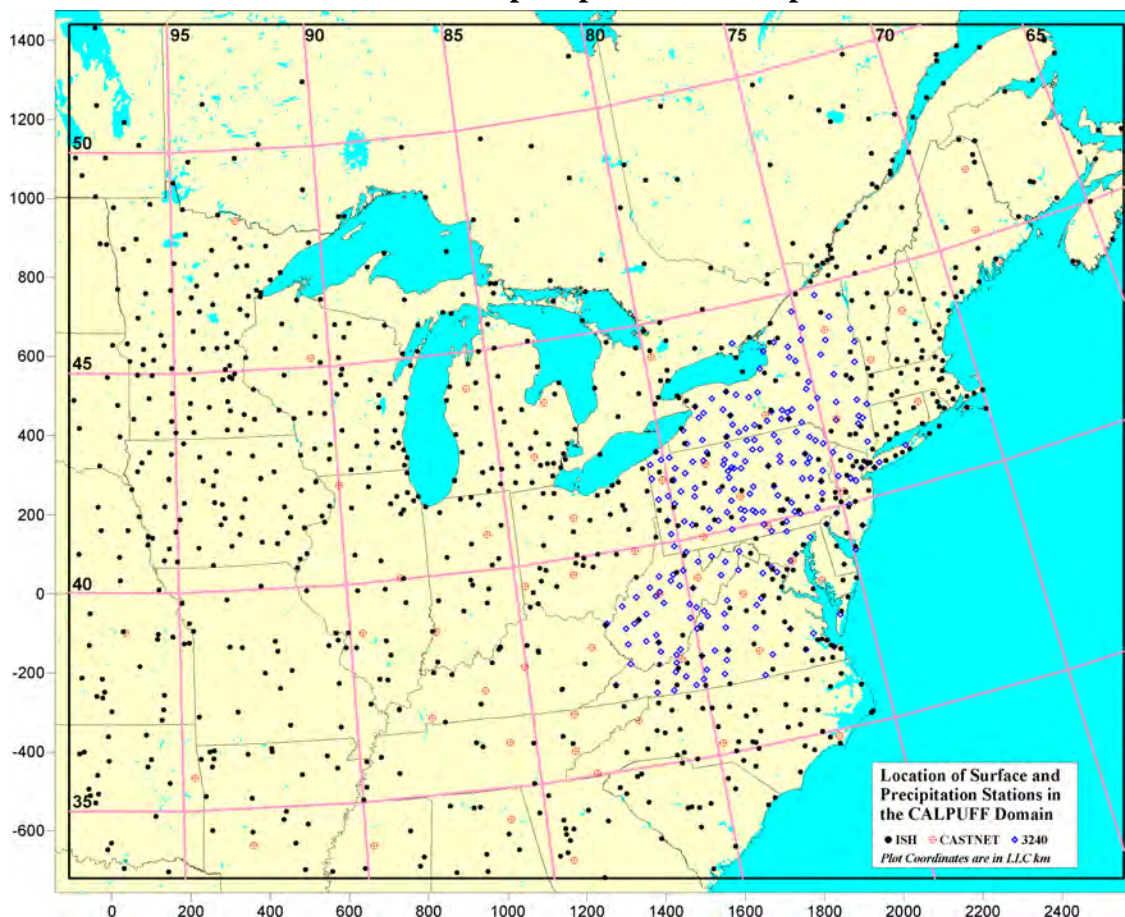 95 90 85 80 75 70 65
1400
1200
50
1000
800
600
45
400
200
40
0
-200
-400
35
-600
Location of Surface and
Precipitation Stations in
the CALPUFF Domain
ISH CASTNET 3240
Plot Coordinates are in LLC km
0 200 400 600 800 1000 1200 1400 1600 1800 2000 2200 2400